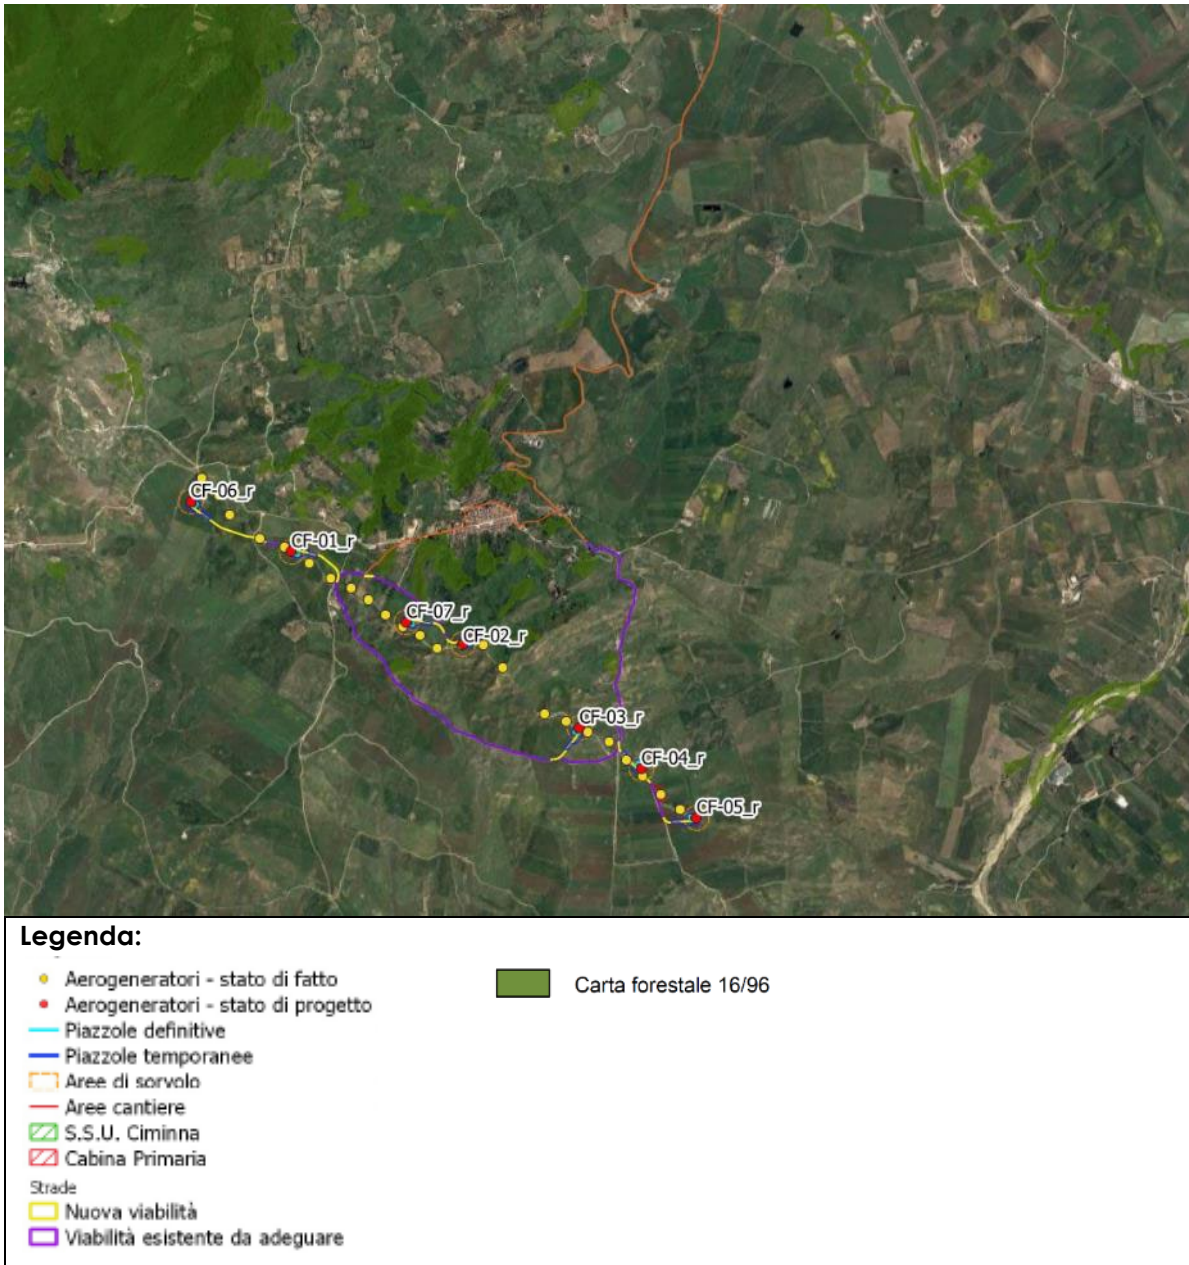 CF-06_r
CF-01_r
CF-07_r
CF-02_r
CF-03_r
CF-04_r
CF-05_r
Legenda:
Aerogeneratori - stato di fatto
Carta forestale 16/96
Aerogeneratori - stato di progetto
Piazzole definitive
Piazzole temporanee
Aree di sorvolo
Aree cantiere
S.S.U. Ciminna
Cabina Primaria
Strade
Nuova viabilità
Viabilità esistente da adeguare